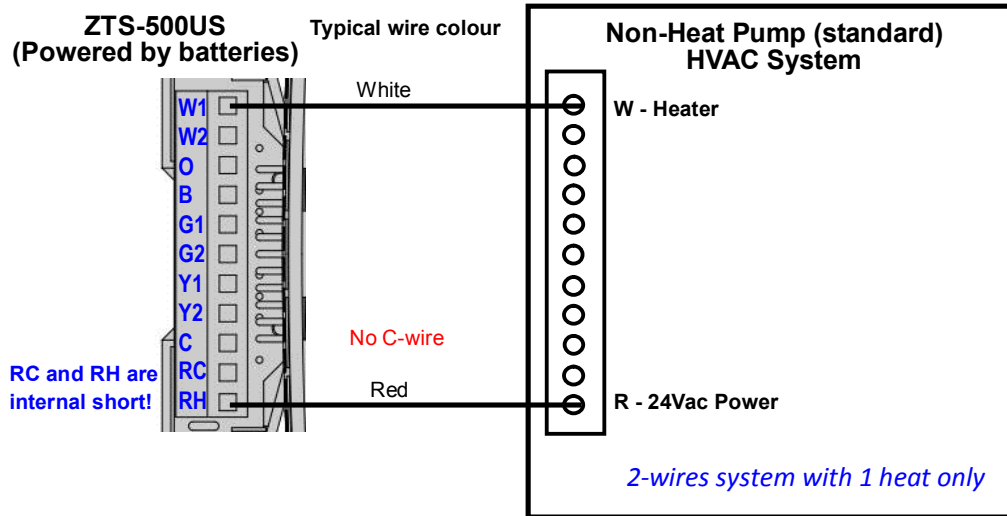 ZTS-500US
(Powered by batteries)
Typical wire colour
Non-Heat Pump (standard)
HVAC System
White
W1
W2
O
B
G1
G2
Y1
Y2
C
RC
RH
W - Heater
No C-wire
RC and RH are
internal short!
Red
R - 24Vac Power
2-wires system with 1 heat only